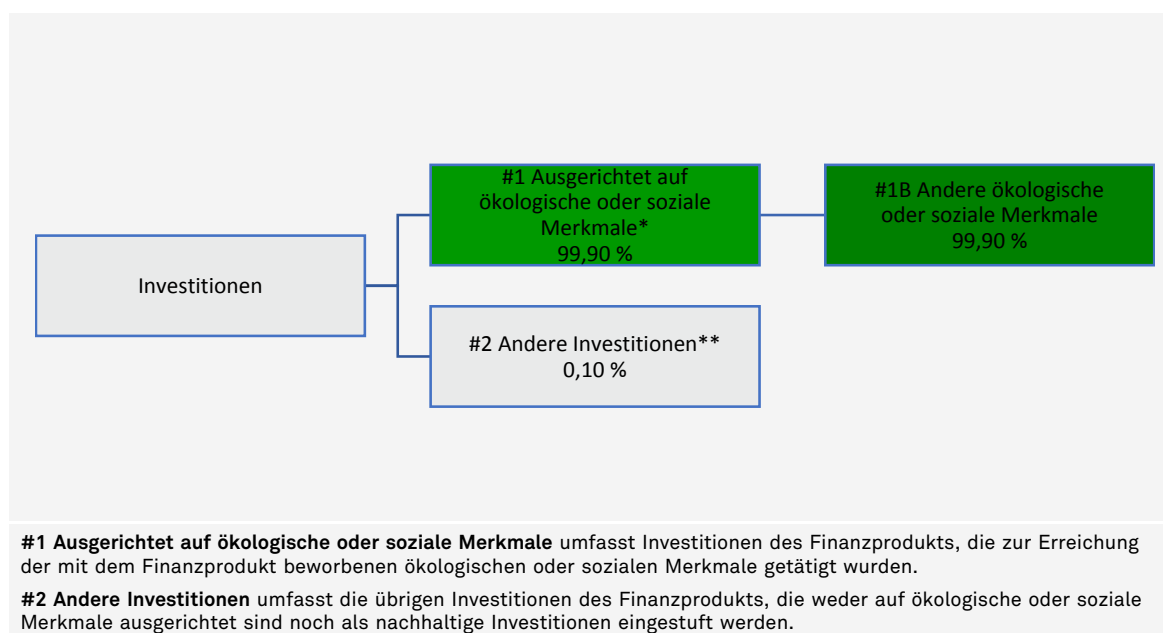 #1 Ausgerichtet auf
ökologische oder soziale
Merkmale*
99,90 %
#1B Andere ökologische
oder soziale Merkmale
99,90 %
Investitionen
#2 Andere Investitionen**
0,10 %
#1 Ausgerichtet auf ökologische oder soziale Merkmale umfasst Investitionen des Finanzprodukts, die zur Erreichung
der mit dem Finanzprodukt beworbenen ökologischen oder sozialen Merkmale getätigt wurden.
#2 Andere Investitionen umfasst die übrigen Investitionen des Finanzprodukts, die weder auf ökologische oder soziale
Merkmale ausgerichtet sind noch als nachhaltige Investitionen eingestuft werden.